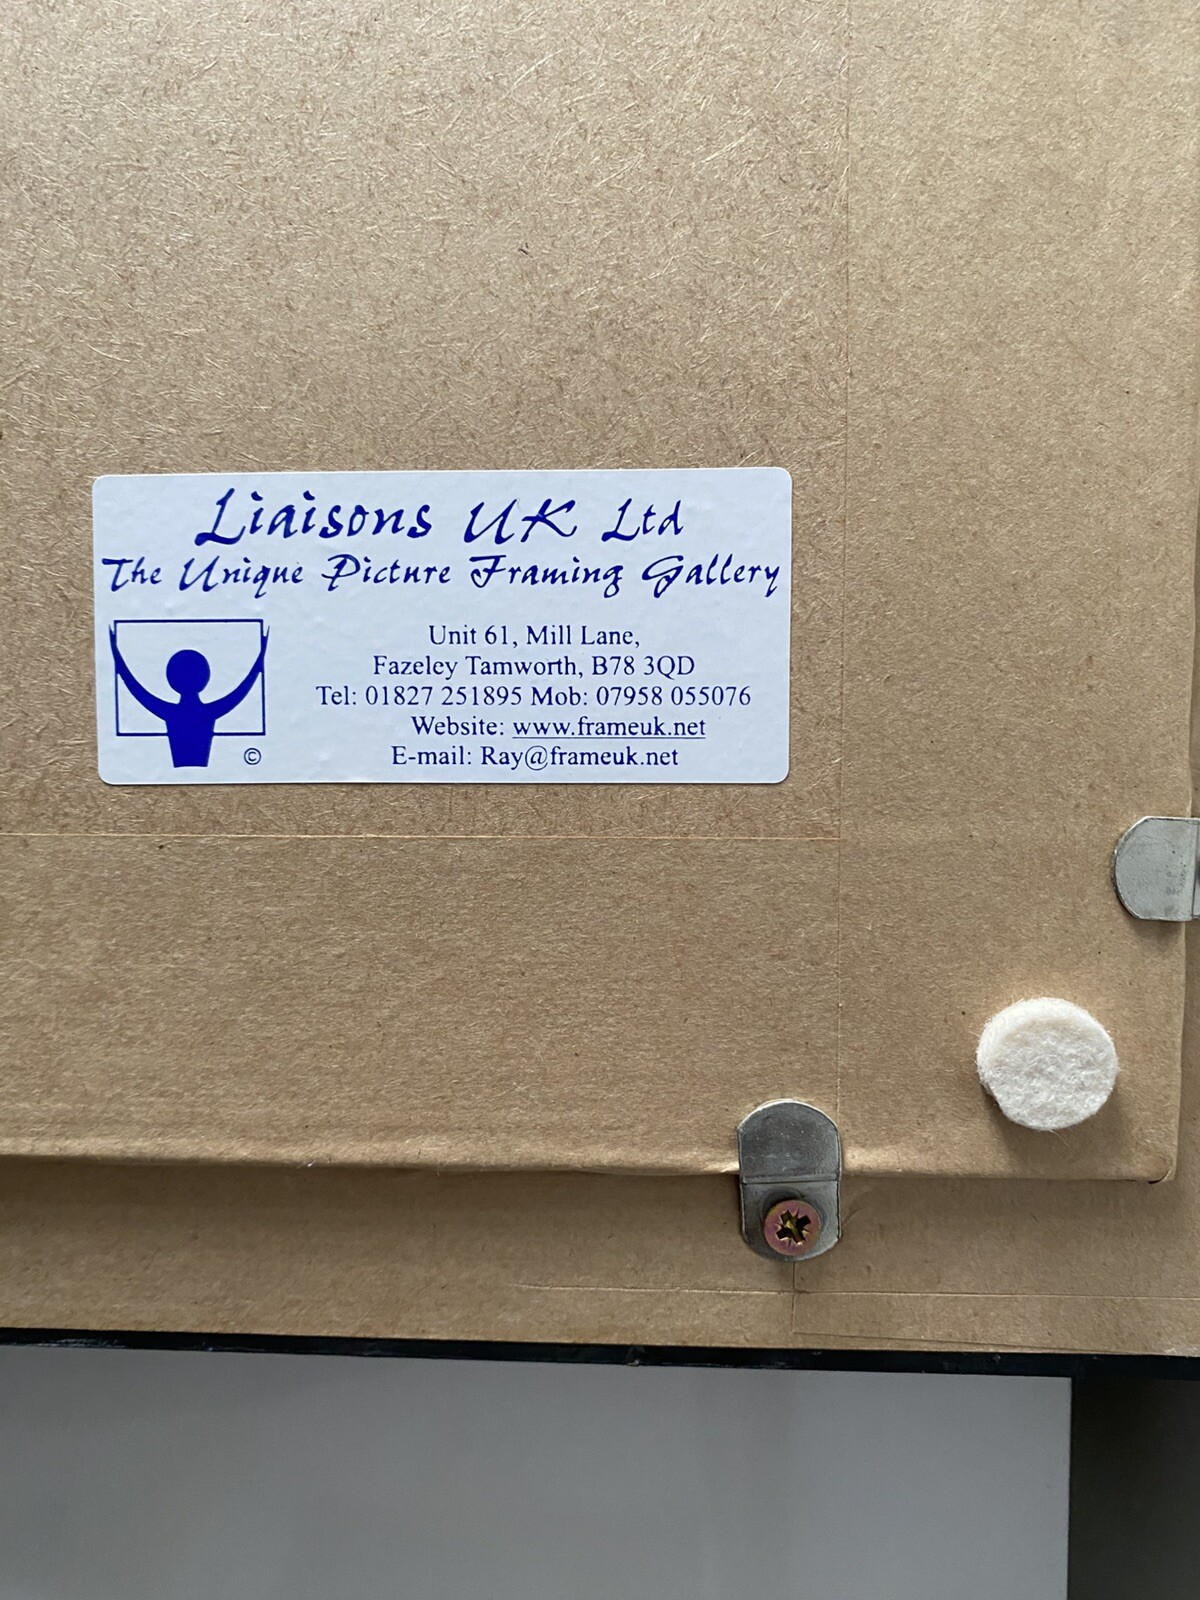 Liaisons UK Ltd
The Unique Picture Framing Gallery
Unit 61, Mill Lane,
Fazeley Tamworth, B78 3QD
Tel: 01827 251895 Mob: 07958 055076
Website: www.frameuk.net
E-mail: Ray@frameuk.net
©